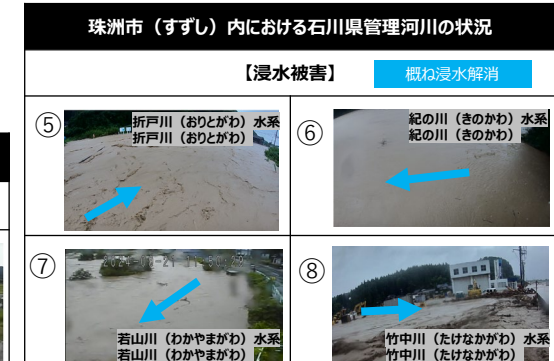 珠洲市（すずし）内における石川県管理河川の状況
【浸水被害】
概ね浸水解消
⑤
折戸川（おりとがわ）水系
折戸川（おりとがわ）
⑥
紀の川（きのかわ）水系
紀の川（きのかわ）
⑦
若山川（わかやまがわ）水系
若山川（わかやまがわ）
⑧
竹中川（たけなかがわ）水系
竹中川（たけなかがわ）